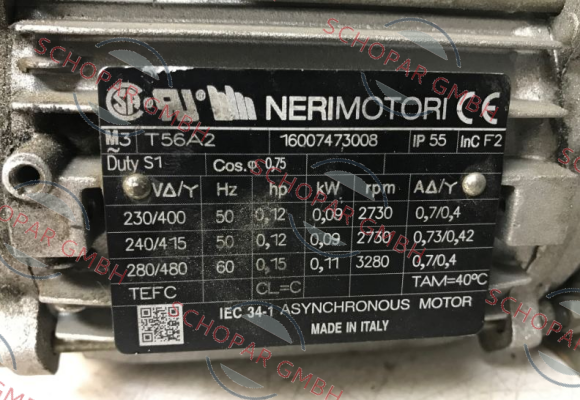 NERIMOTORI CE
M3~ T56A2 16007473008 IP 55 InC F2
Duty S1 Cos.φ 0,75
VΔ/Y Hz hp kW rpm AΔ/Y
230/400 50 0,12 0,09 2730 0,7/0,4
240/415 50 0,12 0,09 2730 0,73/0,42
280/480 60 0,15 0,11 3280 0,7/0,4
TEFC CL=C TAM=40ºC
IEC 34-1 ASYNCHRONOUS MOTOR
MADE IN ITALY
SCHOPAR GMBH